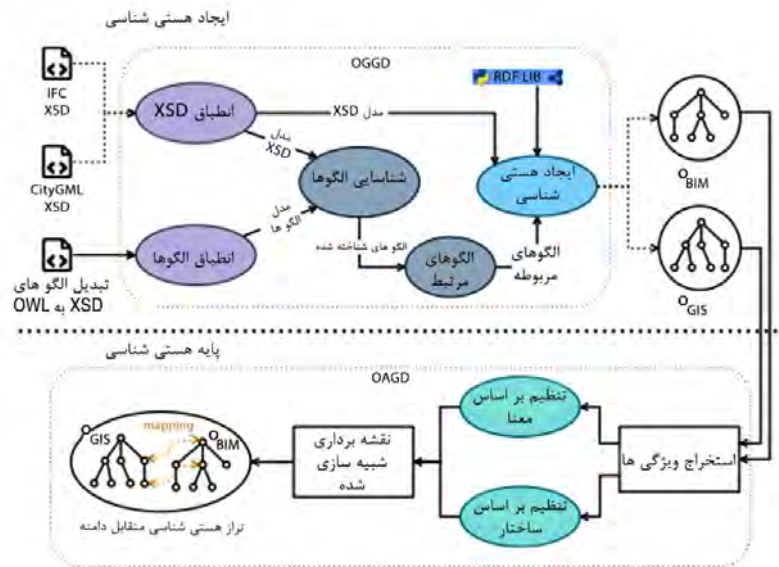 ایجاد هستی شناسی
OGGD
IFC
XSD
CityGML
XSD
تبدیل الگو های
XSD به OWL
انطباق XSD
انطباق الگوها
مدل XSD
مدل
XSD
مدل
الگو ها
شناسایی الگوها
الگو های شناخته شده
الگوهای
مرتبط
الگوهای
مربوطه
RDF LIB
ایجاد هستی
شناسی
O BIM
O GIS
پایه هستی شناسی
OAGD
استخراج ویژگی ها
تنظیم بر اساس
معنا
تنظیم بر اساس
ساختار
نقشه برداری
شبیه سازی
شده
O GIS
mapping
O BIM
تراز هستی شناسی متقابل دامنه